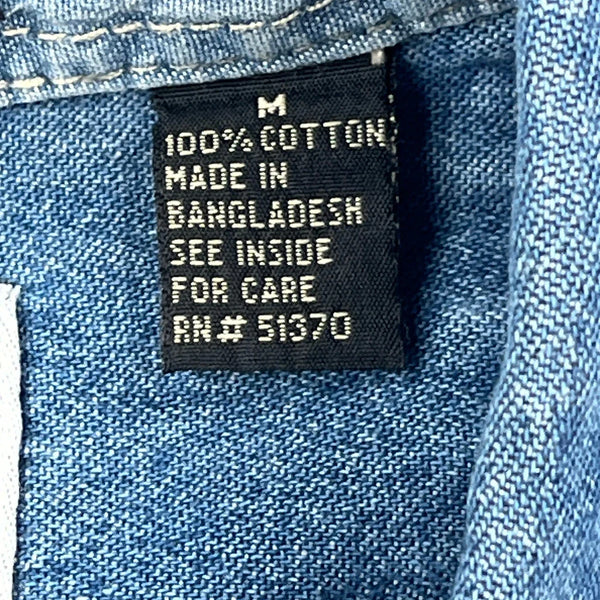 M
100% COTTON
MADE IN
BANGLADESH
SEE INSIDE
FOR CARE
RN# 51370